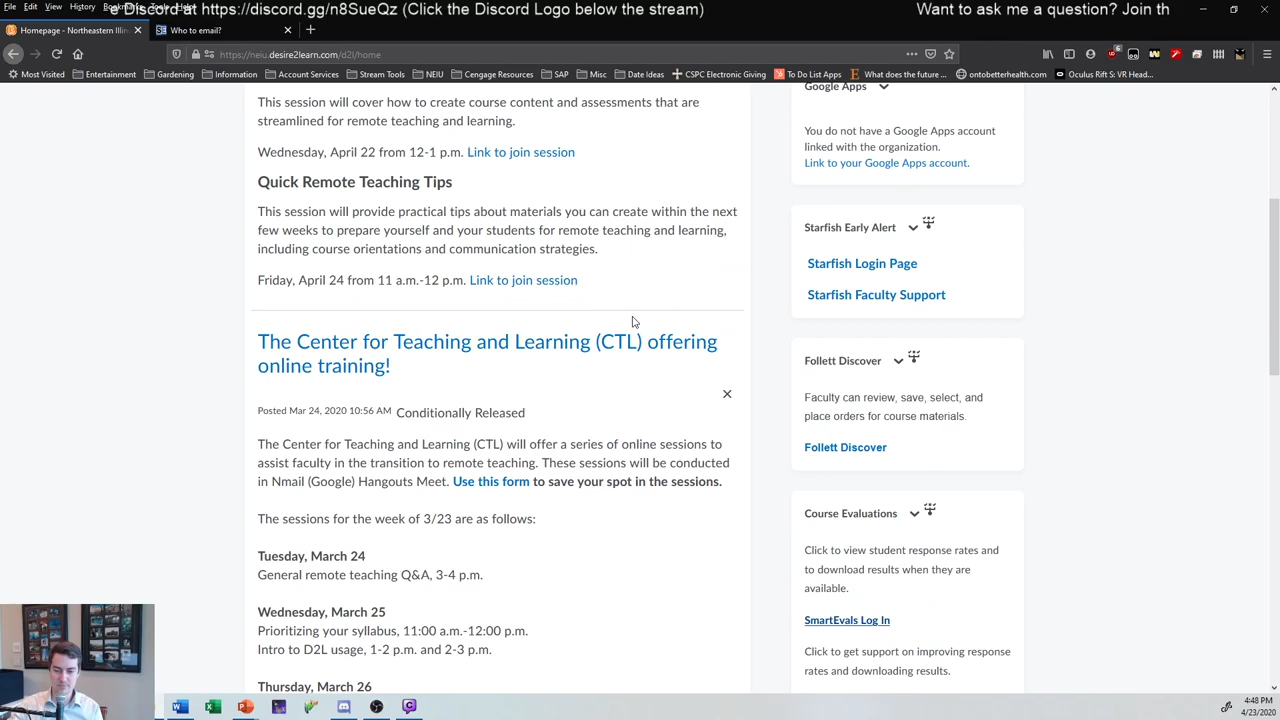 File Edit View History Bookmarks Tools Help
e Discord https://discord.gg/n8SueQz (Click the Discord Logo below the stream)
Want to ask me a question? Join th
Homepage - Northeastern Illin
Who to email?
https://neiu.desire2learn.com/d2l/home
Most Visited Entertainment Gardening Information Account Services Stream Tools NEIU Cengage Resources SAP Misc Date Ideas CSPC Electronic Giving To Do List Apps What does the future ... ontobetterhealth.com Oculus Rift S: VR Head...
This session will cover how to create course content and assessments that are
streamlined for remote teaching and learning.
Wednesday, April 22 from 12-1 p.m. Link to join session
Quick Remote Teaching Tips
This session will provide practical tips about materials you can create within the next
few weeks to prepare yourself and your students for remote teaching and learning,
including course orientations and communication strategies.
Friday, April 24 from 11 a.m.-12 p.m. Link to join session
The Center for Teaching and Learning (CTL) offering
online training!
Posted Mar 24, 2020 10:56 AM Conditionally Released
The Center for Teaching and Learning (CTL) will offer a series of online sessions to
assist faculty in the transition to remote teaching. These sessions will be conducted
in Nmail (Google) Hangouts Meet. Use this form to save your spot in the sessions.
The sessions for the week of 3/23 are as follows:
Tuesday, March 24
General remote teaching Q&A, 3-4 p.m.
Wednesday, March 25
Prioritizing your syllabus, 11:00 a.m.-12:00 p.m.
Intro to D2L usage, 1-2 p.m. and 2-3 p.m.
Thursday, March 26
Google Apps
You do not have a Google Apps account
linked with the organization.
Link to your Google Apps account.
Starfish Early Alert
Starfish Login Page
Starfish Faculty Support
Follett Discover
Faculty can review, save, select, and
place orders for course materials.
Follett Discover
Course Evaluations
Click to view student response rates and
to download results when they are
available.
SmartEvals Log In
Click to get support on improving response
rates and downloading results.
4:48 PM
4/23/2020